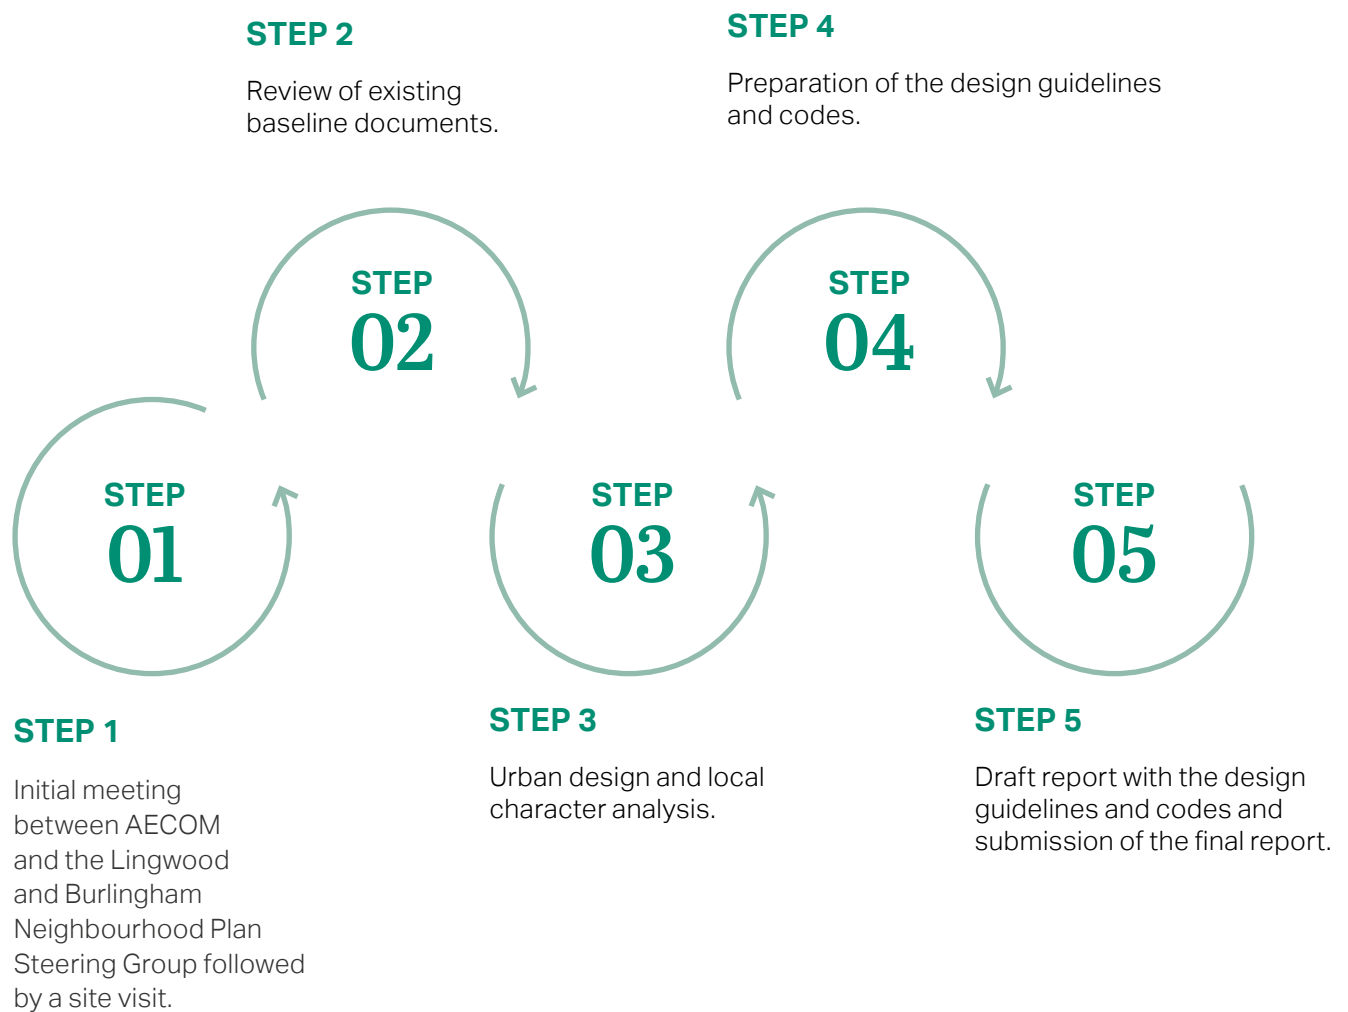 STEP 2
Review of existing
baseline documents.
STEP 4
Preparation of the design guidelines
and codes.
STEP
02
STEP
04
STEP
01
STEP
03
STEP
05
STEP 1
Initial meeting
between AECOM
and the Lingwood
and Burlingham
Neighbourhood Plan
Steering Group followed
by a site visit.
STEP 3
Urban design and local
character analysis.
STEP 5
Draft report with the design
guidelines and codes and
submission of the final report.